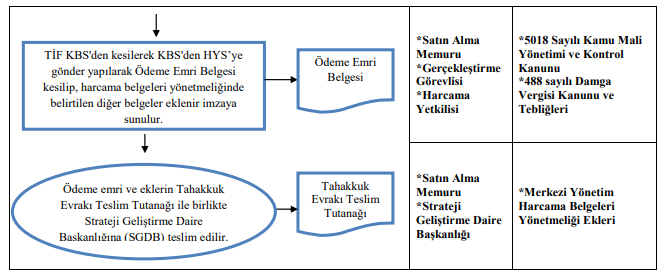 TİF KBS'den kesilerek KBS'den HYS'ye
gönder yapılarak Ödeme Emri Belgesi
kesilip, harcama belgeleri yönetmeliğinde
belirtilen diğer belgeler eklenir imzaya
sunulur.
Ödeme Emri
Belgesi
*Satın Alma
Memuru
*Gerçekleştirme
Görevlisi
*Harcama
Yetkilisi
*5018 Sayılı Kamu Mali
Yönetimi ve Kontrol
Kanunu
*488 sayılı Damga
Vergisi Kanunu ve
Tebliğleri
Ödeme emri ve eklerin Tahakkuk
Evrakı Teslim Tutanağı ile birlikte
Strateji Geliştirme Daire
Başkanlığına (SGDB) teslim edilir.
Tahakkuk
Evrakı Teslim
Tutanağı
*Satın Alma
Memuru
*Strateji
Geliştirme Daire
Başkanlığı
*Merkezi Yönetim
Harcama Belgeleri
Yönetmeliği Ekleri